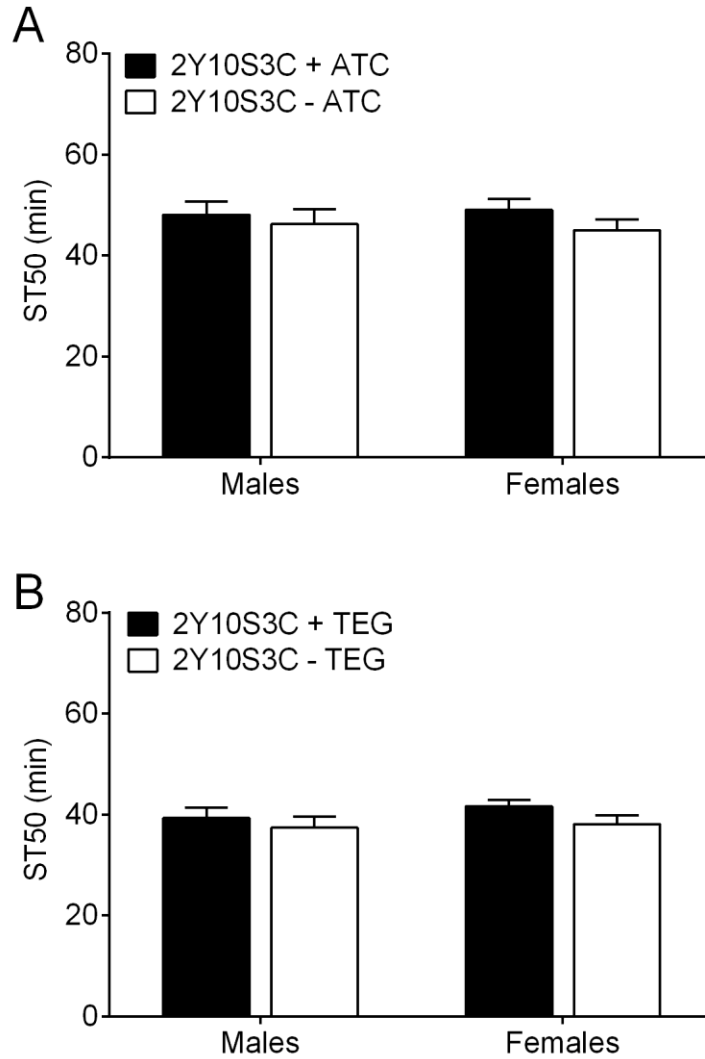 A
80
2Y10S3C + ATC
2Y10S3C - ATC
60
40
20
0
ST50 (min)
Males Females
B
80
2Y10S3C + TEG
2Y10S3C - TEG
60
40
20
0
ST50 (min)
Males Females